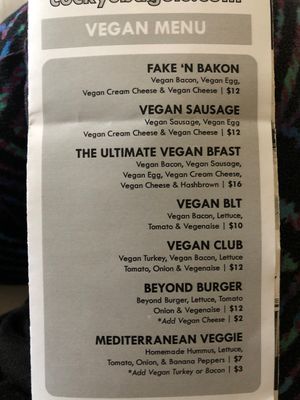 cockysbagels.com
VEGAN MENU
FAKE 'N BAKON
Vegan Bacon, Vegan Egg,
Vegan Cream Cheese & Vegan Cheese | $12
VEGAN SAUSAGE
Vegan Sausage, Vegan Egg
Vegan Cream Cheese & Vegan Cheese | $12
THE ULTIMATE VEGAN BFAST
Vegan Bacon, Vegan Sausage,
Vegan Egg, Vegan Cream Cheese,
Vegan Cheese & Hashbrown | $16
VEGAN BLT
Vegan Bacon, Lettuce,
Tomato & Vegenaise | $10
VEGAN CLUB
Vegan Turkey, Vegan Bacon, Lettuce
Tomato, Onion & Vegenaise | $12
BEYOND BURGER
Beyond Burger, Lettuce, Tomato
Onion & Vegenaise | $12
*Add Vegan Cheese | $2
MEDITERRANEAN VEGGIE
Homemade Hummus, Lettuce,
Tomato, Onion, & Banana Peppers | $7
*Add Vegan Turkey or Bacon | $3